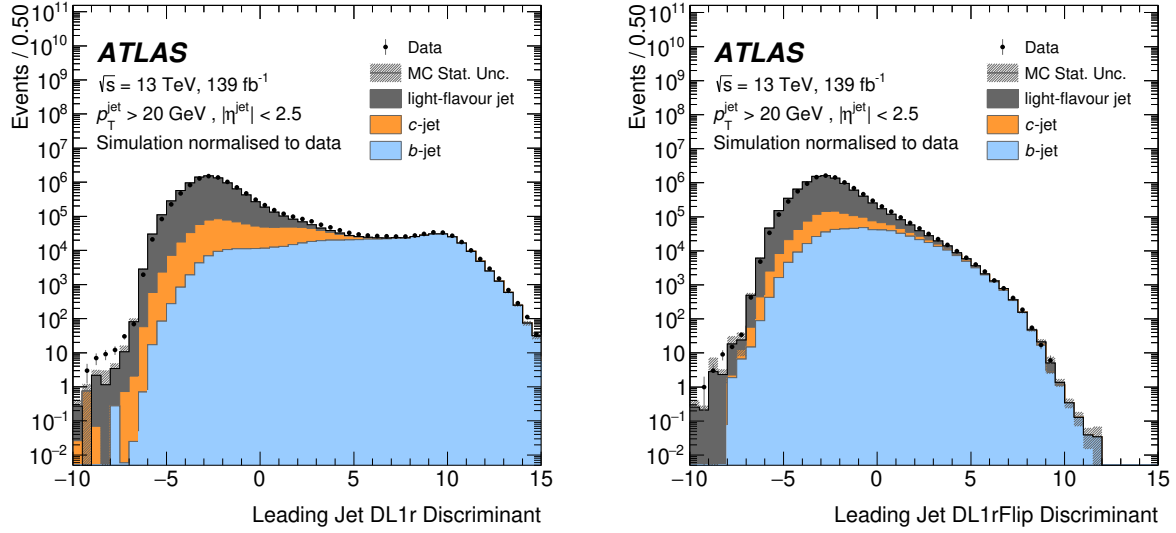 Events / 0.50
10¹¹
10¹⁰
10⁹
10⁸
10⁷
10⁶
10⁵
10⁴
10³
10²
10
1
10⁻¹
10⁻²
ATLAS
√s = 13 TeV, 139 fb⁻¹
p_T^jet > 20 GeV , |η^jet| < 2.5
Simulation normalised to data
Data
MC Stat. Unc.
light-flavour jet
c-jet
b-jet
−10 −5 0 5 10 15
Leading Jet DL1r Discriminant
Events / 0.50
10¹¹
10¹⁰
10⁹
10⁸
10⁷
10⁶
10⁵
10⁴
10³
10²
10
1
10⁻¹
10⁻²
ATLAS
√s = 13 TeV, 139 fb⁻¹
p_T^jet > 20 GeV , |η^jet| < 2.5
Simulation normalised to data
Data
MC Stat. Unc.
light-flavour jet
c-jet
b-jet
−10 −5 0 5 10 15
Leading Jet DL1rFlip Discriminant